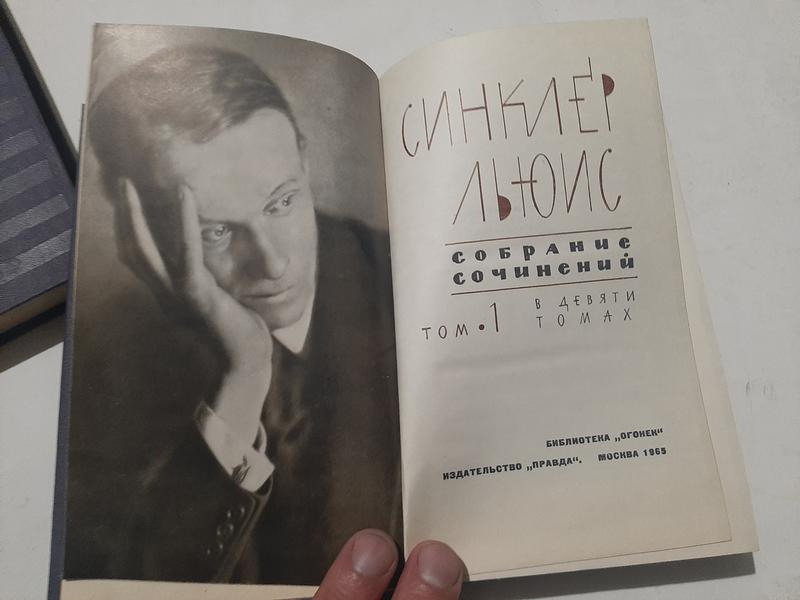 СИНКЛЕР
ЛЬЮИС
СОБРАНИЕ
СОЧИНЕНИЙ
ТОМ • 1
В ДЕВЯТИ
ТОМАХ
БИБЛИОТЕКА „ОГОНЕК“
ИЗДАТЕЛЬСТВО „ПРАВДА“. МОСКВА 1965